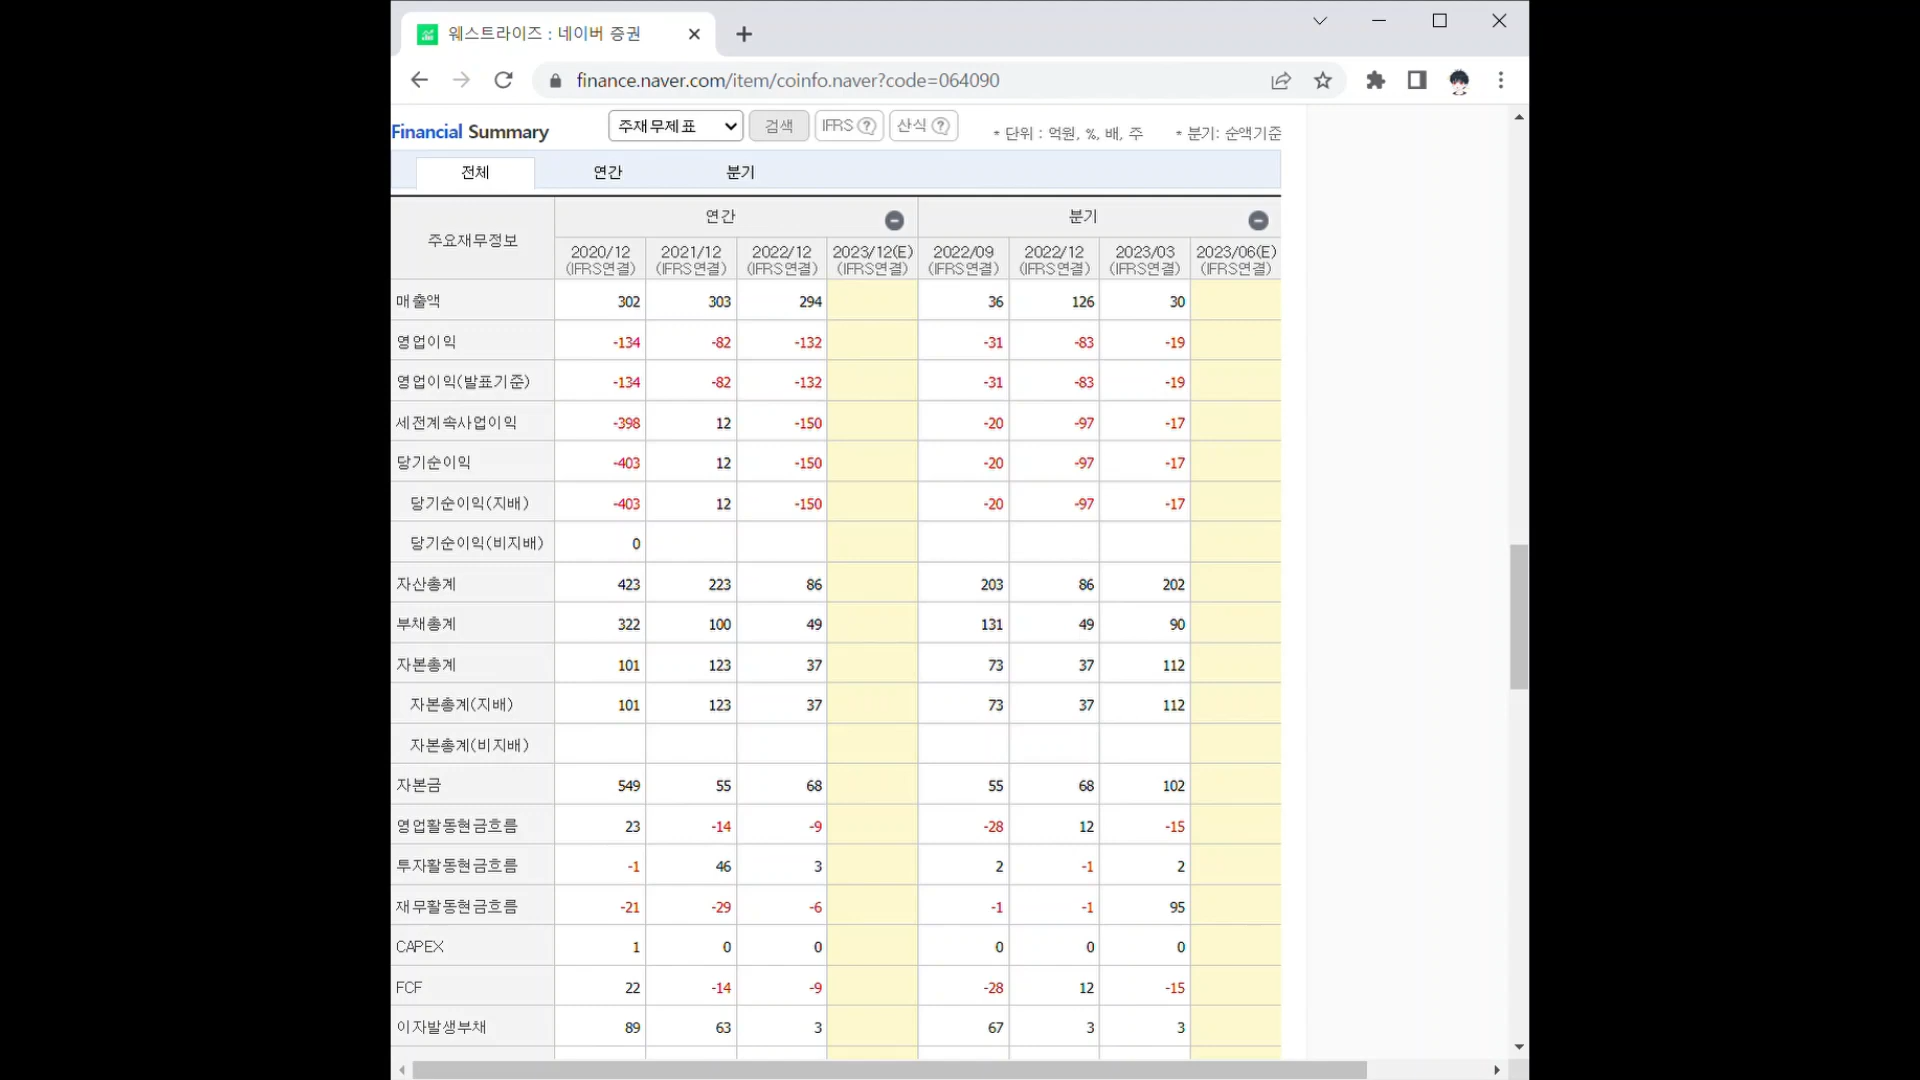 웨스트라이즈 : 네이버 증권
finance.naver.com/item/coinfo.naver?code=064090
Financial Summary 주재무제표 검색 IFRS ? 산식 ? * 단위 : 억원, %, 배, 주 * 분기: 순액기준
전체 연간 분기
주요재무정보 연간 분기
2020/12 2021/12 2022/12 2023/12(E) 2022/09 2022/12 2023/03 2023/06(E)
(IFRS연결) (IFRS연결) (IFRS연결) (IFRS연결) (IFRS연결) (IFRS연결) (IFRS연결) (IFRS연결)
매출액 302 303 294 36 126 30
영업이익 -134 -82 -132 -31 -83 -19
영업이익(발표기준) -134 -82 -132 -31 -83 -19
세전계속사업이익 -398 12 -150 -20 -97 -17
당기순이익 -403 12 -150 -20 -97 -17
당기순이익(지배) -403 12 -150 -20 -97 -17
당기순이익(비지배) 0
자산총계 423 223 86 203 86 202
부채총계 322 100 49 131 49 90
자본총계 101 123 37 73 37 112
자본총계(지배) 101 123 37 73 37 112
자본총계(비지배)
자본금 549 55 68 55 68 102
영업활동현금흐름 23 -14 -9 -28 12 -15
투자활동현금흐름 -1 46 3 2 -1 2
재무활동현금흐름 -21 -29 -6 -1 -1 95
CAPEX 1 0 0 0 0 0
FCF 22 -14 -9 -28 12 -15
이자발생부채 89 63 3 67 3 3